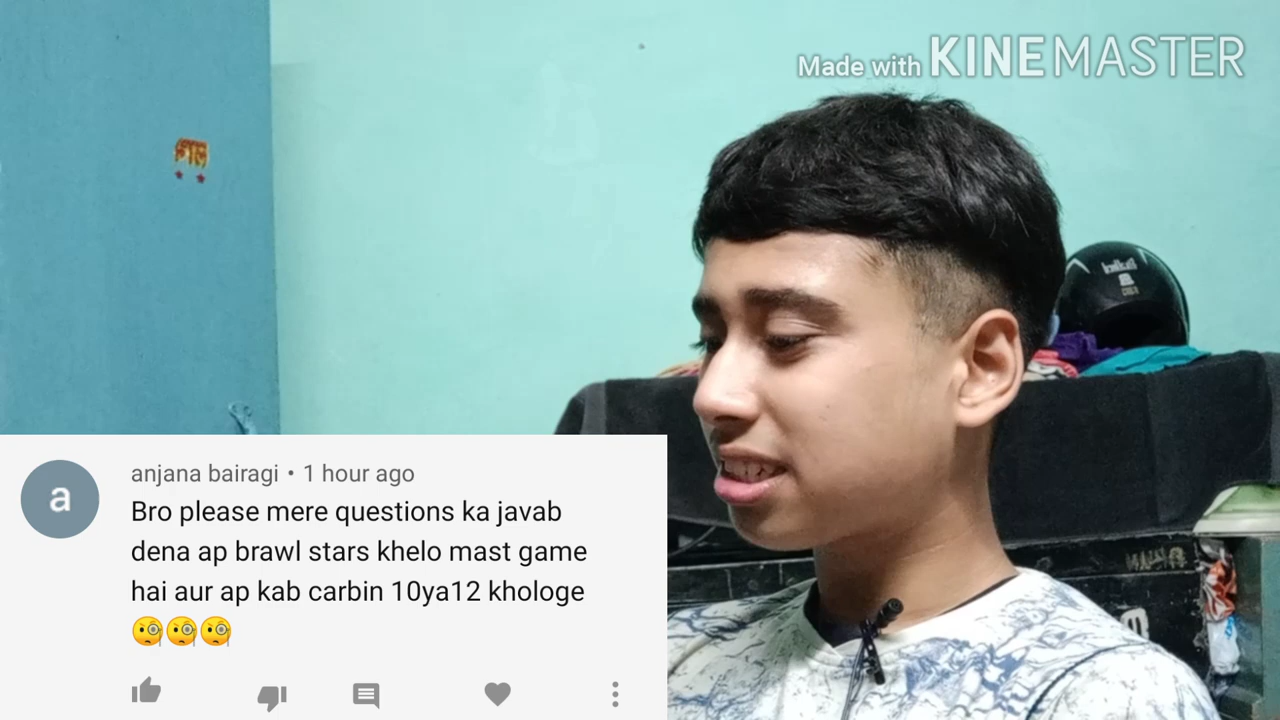 Made with KINEMASTER
anjana bairagi • 1 hour ago
a
Bro please mere questions ka javab
dena ap brawl stars khelo mast game
hai aur ap kab carbin 10ya12 khologe
🧐🧐🧐